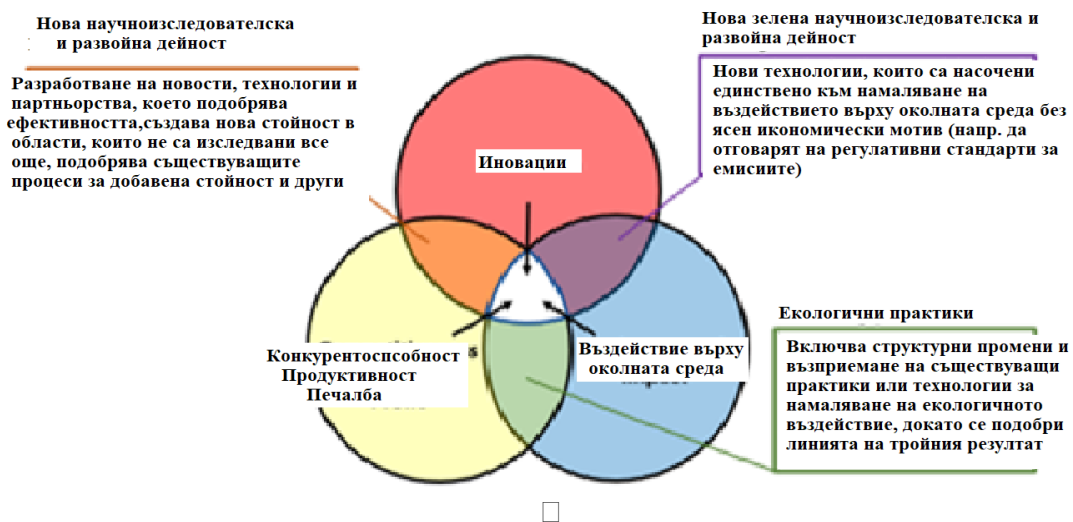 Нова научноизследователска
и развойна дейност
Разработване на новости, технологии и
партньорства, което подобрява
ефективността,създава нова стойност в
области, които не са изследвани все
още, подобрява съществуващите
процеси за добавена стойност и други
Нова зелена научноизследователска и
развойна дейност
Нови технологии, които са насочени
единствено към намаляване на
въздействието върху околната среда без
ясен икономически мотив (напр. да
отговарят на регулативни стандарти за
емисиите)
Иновации
Конкурентоспсобност
Продуктивност
Печалба
Въздействие върху
околната среда
Екологични практики
Включва структурни промени и
възприемане на съществуващи
практики или технологии за
намаляване на екологичното
въздействие, докато се подобри
линията на тройния резултат